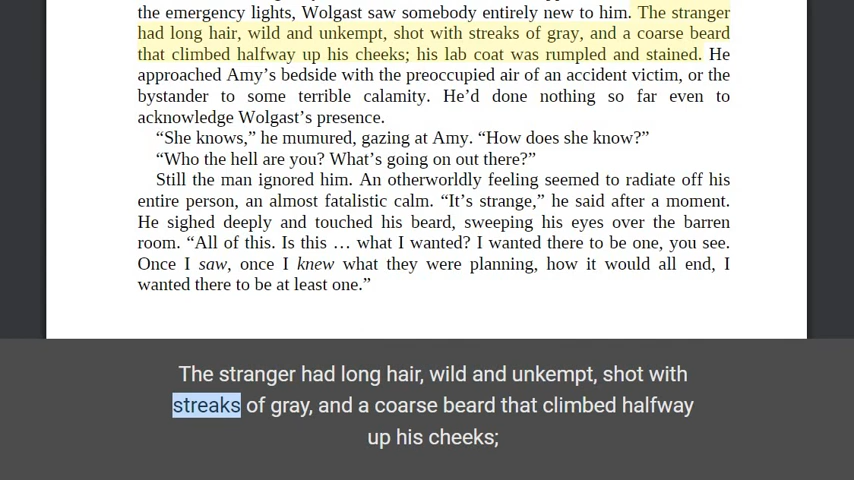 the emergency lights, Wolgast saw somebody entirely new to him. The stranger
had long hair, wild and unkempt, shot with streaks of gray, and a coarse beard
that climbed halfway up his cheeks; his lab coat was rumpled and stained. He
approached Amy’s bedside with the preoccupied air of an accident victim, or the
bystander to some terrible calamity. He’d done nothing so far even to
acknowledge Wolgast’s presence.
“She knows,” he mumured, gazing at Amy. “How does she know?”
“Who the hell are you? What’s going on out there?”
Still the man ignored him. An otherworldly feeling seemed to radiate off his
entire person, an almost fatalistic calm. “It’s strange,” he said after a moment.
He sighed deeply and touched his beard, sweeping his eyes over the barren
room. “All of this. Is this … what I wanted? I wanted there to be one, you see.
Once I saw, once I knew what they were planning, how it would all end, I
wanted there to be at least one.”
The stranger had long hair, wild and unkempt, shot with
streaks of gray, and a coarse beard that climbed halfway
up his cheeks;